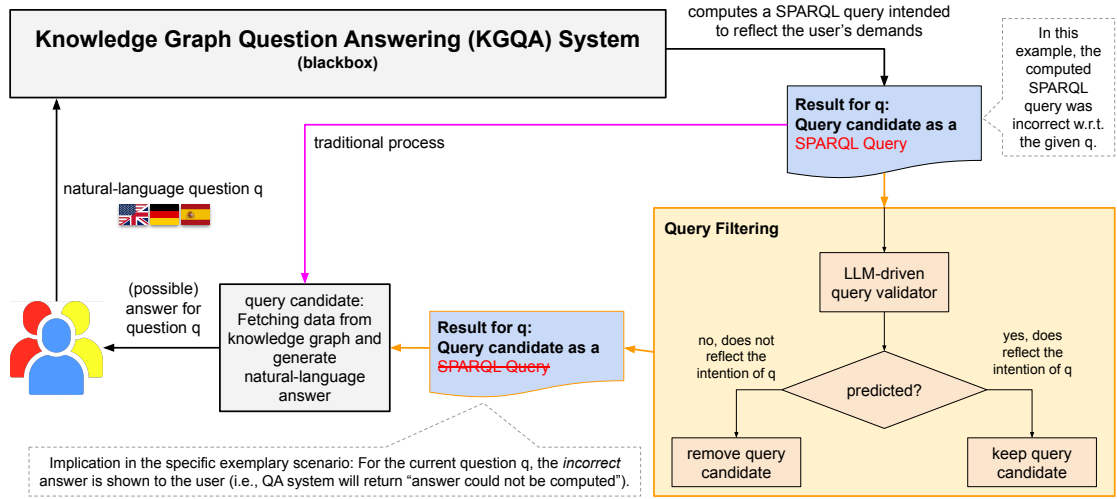 Knowledge Graph Question Answering (KGQA) System
(blackbox)
computes a SPARQL query intended
to reflect the user's demands
In this
example, the
computed
SPARQL
query was
incorrect w.r.t.
the given q.
Result for q:
Query candidate as a
SPARQL Query
traditional process
natural-language question q
Query Filtering
LLM-driven
query validator
no, does not
reflect the
intention of q
yes, does
reflect the
intention of q
predicted?
remove query
candidate
keep query
candidate
(possible)
answer for
question q
query candidate:
Fetching data from
knowledge graph and
generate
natural-language
answer
Result for q:
Query candidate as a
SPARQL Query
Implication in the specific exemplary scenario: For the current question q, the incorrect
answer is shown to the user (i.e., QA system will return “answer could not be computed”).